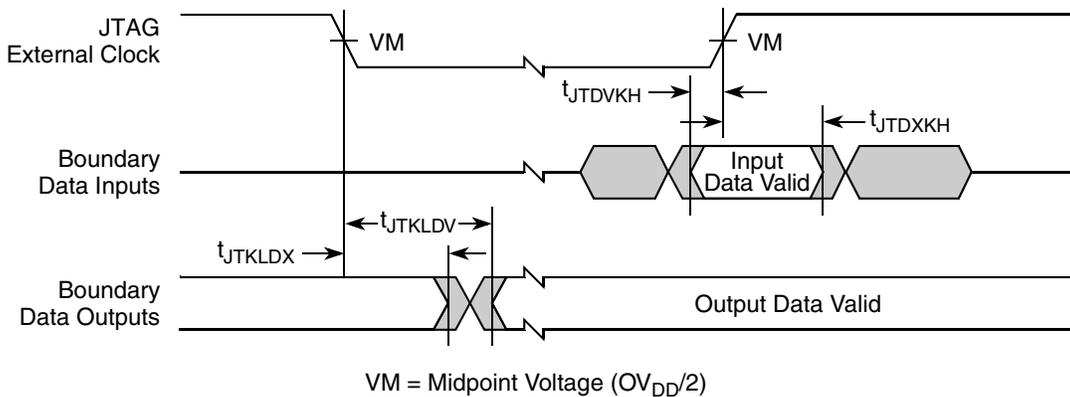 JTAG
External Clock
VM
VM
tJTDVKH
tJTDXKH
Boundary
Data Inputs
Input
Data Valid
tJTKLDV
tJTKLDX
Boundary
Data Outputs
Output Data Valid
VM = Midpoint Voltage (OVDD/2)